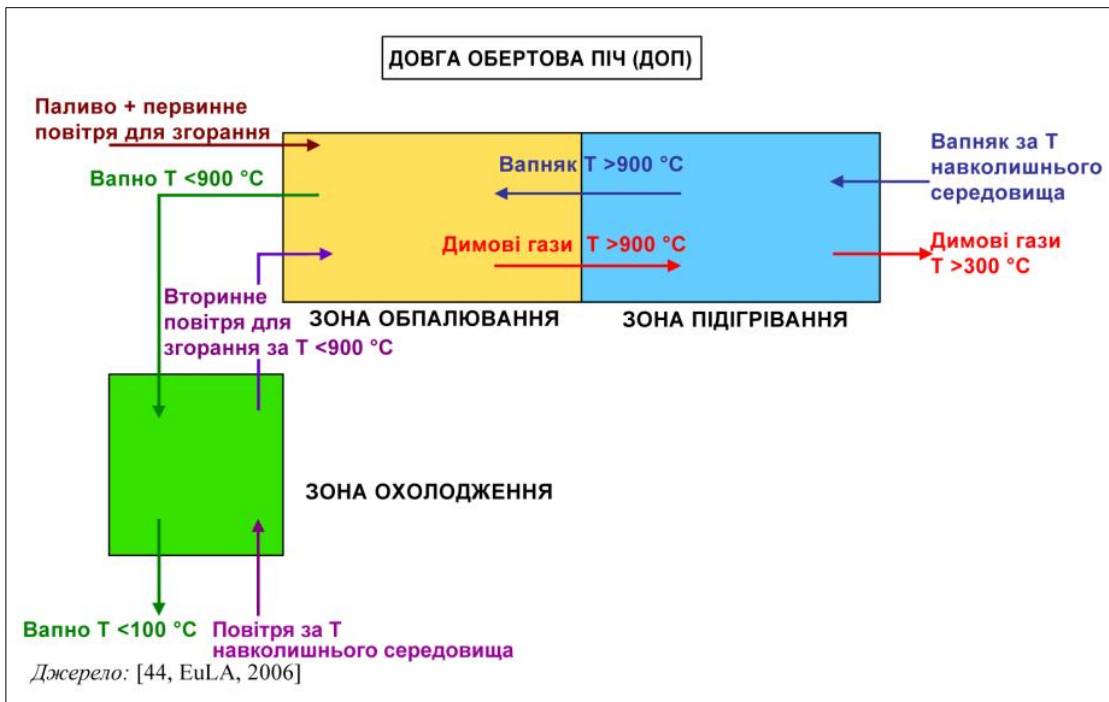 ДОВГА ОБЕРТОВА ПІЧ (ДОП)
Паливо + первинне
повітря для згорання
Вапно Т <900 °C
Вапняк Т >900 °C
Вапняк за Т
навколишнього
середовища
Димові гази Т >900 °C
Димові гази
Т >300 °C
Вторинне
повітря для
згорання за Т <900 °C
ЗОНА ОБПАЛЮВАННЯ
ЗОНА ПІДІГРІВАННЯ
ЗОНА ОХОЛОДЖЕННЯ
Вапно Т <100 °C
Повітря за Т
навколишнього середовища
Джерело: [44, EuLA, 2006]